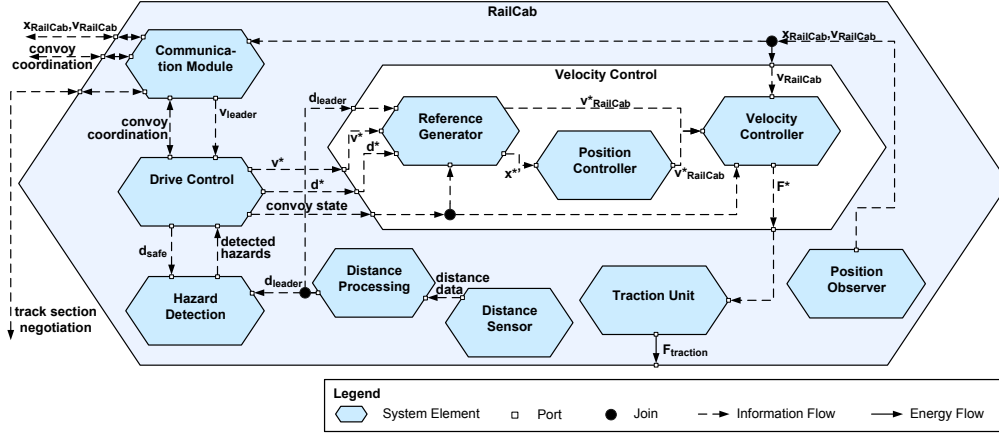 RailCab
xRailCab,vRailCab
convoy
coordination
Communica-
tion Module
xRailCab,vRailCab
Velocity Control
vRailCab
dleader
vleader
convoy
coordination
Reference
Generator
v*RailCab
Velocity
Controller
v*
d*
Position
Controller
x*'
v*RailCab
Drive Control
v*
d*
convoy state
F*
dsafe
detected
hazards
Hazard
Detection
dleader
Distance
Processing
distance
data
Distance
Sensor
Traction Unit
Position
Observer
track section
negotiation
Ftraction
Legend
System Element
Port
Join
Information Flow
Energy Flow